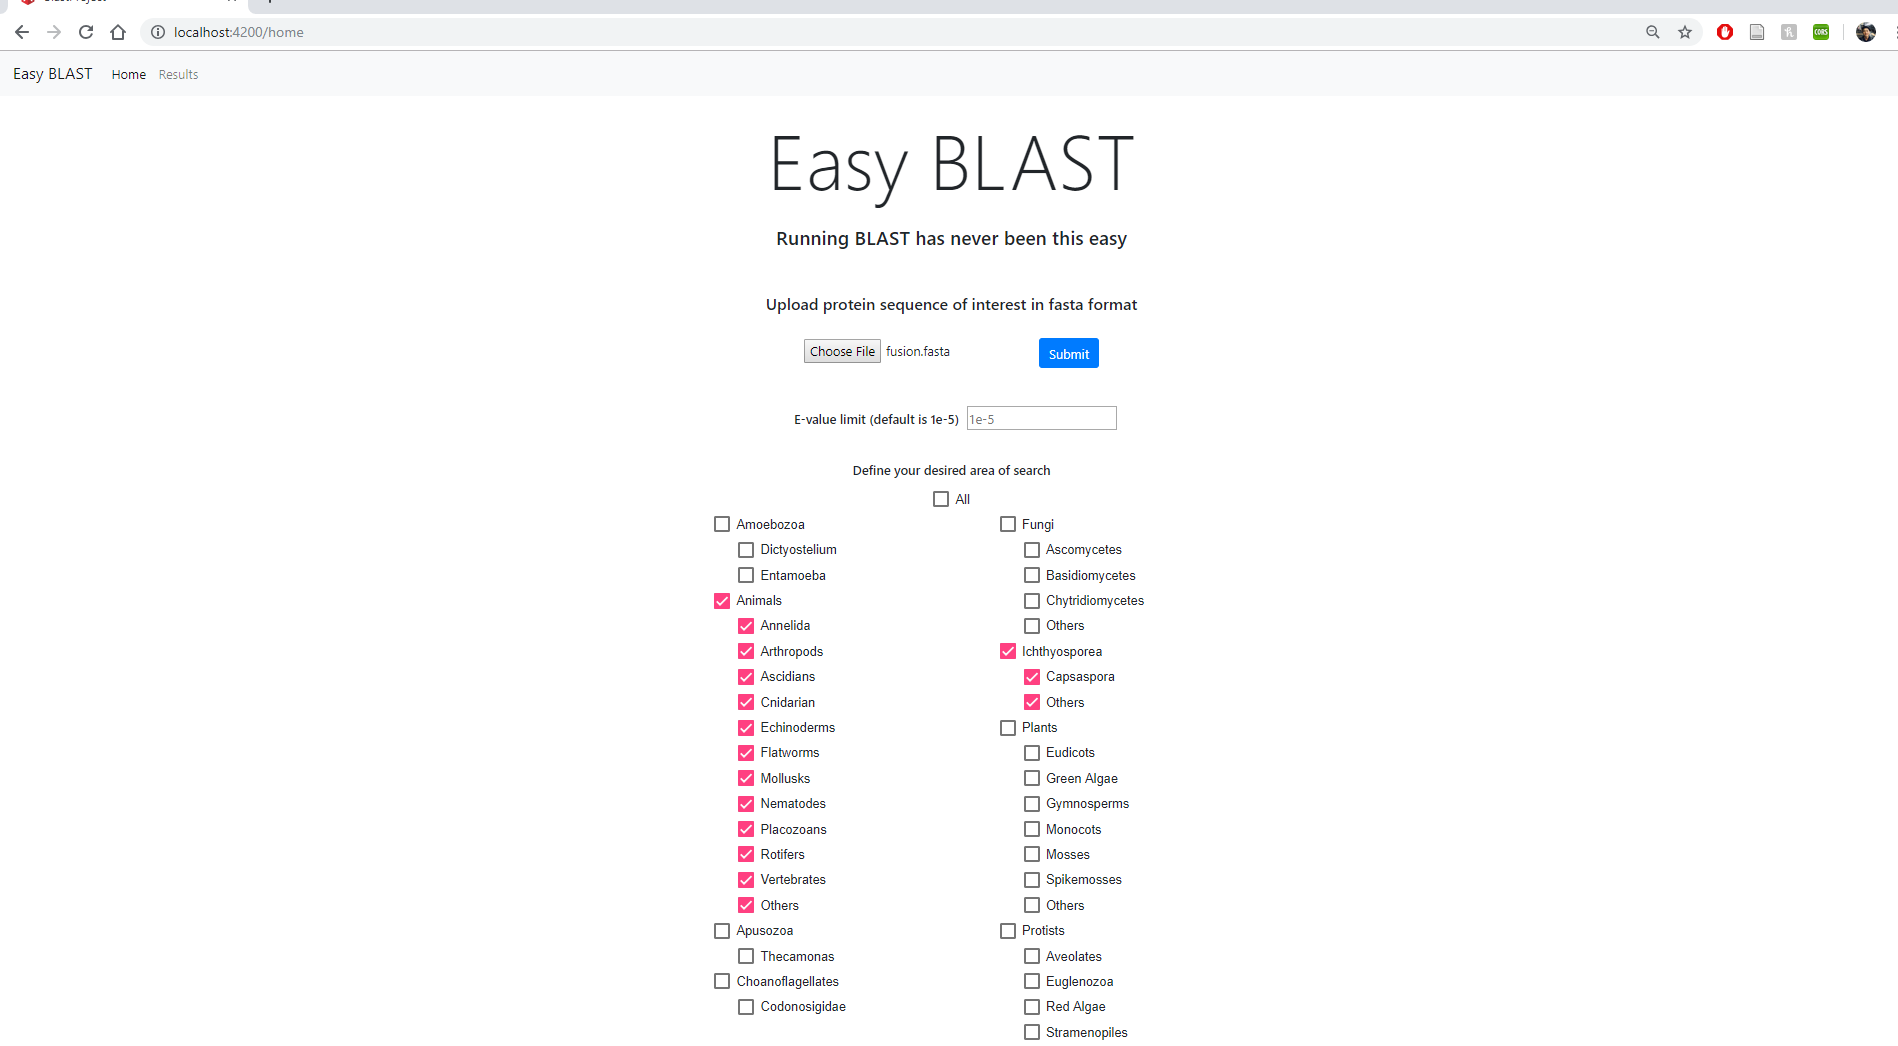 localhost:4200/home
CORS
Easy BLAST Home Results
Easy BLAST
Running BLAST has never been this easy
Upload protein sequence of interest in fasta format
Choose File fusion.fasta Submit
E-value limit (default is 1e-5) 1e-5
Define your desired area of search
All
Amoebozoa
Dictyostelium
Entamoeba
Animals
Annelida
Arthropods
Ascidians
Cnidarian
Echinoderms
Flatworms
Mollusks
Nematodes
Placozoans
Rotifers
Vertebrates
Others
Apusozoa
Thecamonas
Choanoflagellates
Codonosigidae
Fungi
Ascomycetes
Basidiomycetes
Chytridiomycetes
Others
Ichthyosporea
Capsaspora
Others
Plants
Eudicots
Green Algae
Gymnosperms
Monocots
Mosses
Spikemosses
Others
Protists
Aveolates
Euglenozoa
Red Algae
Stramenopiles